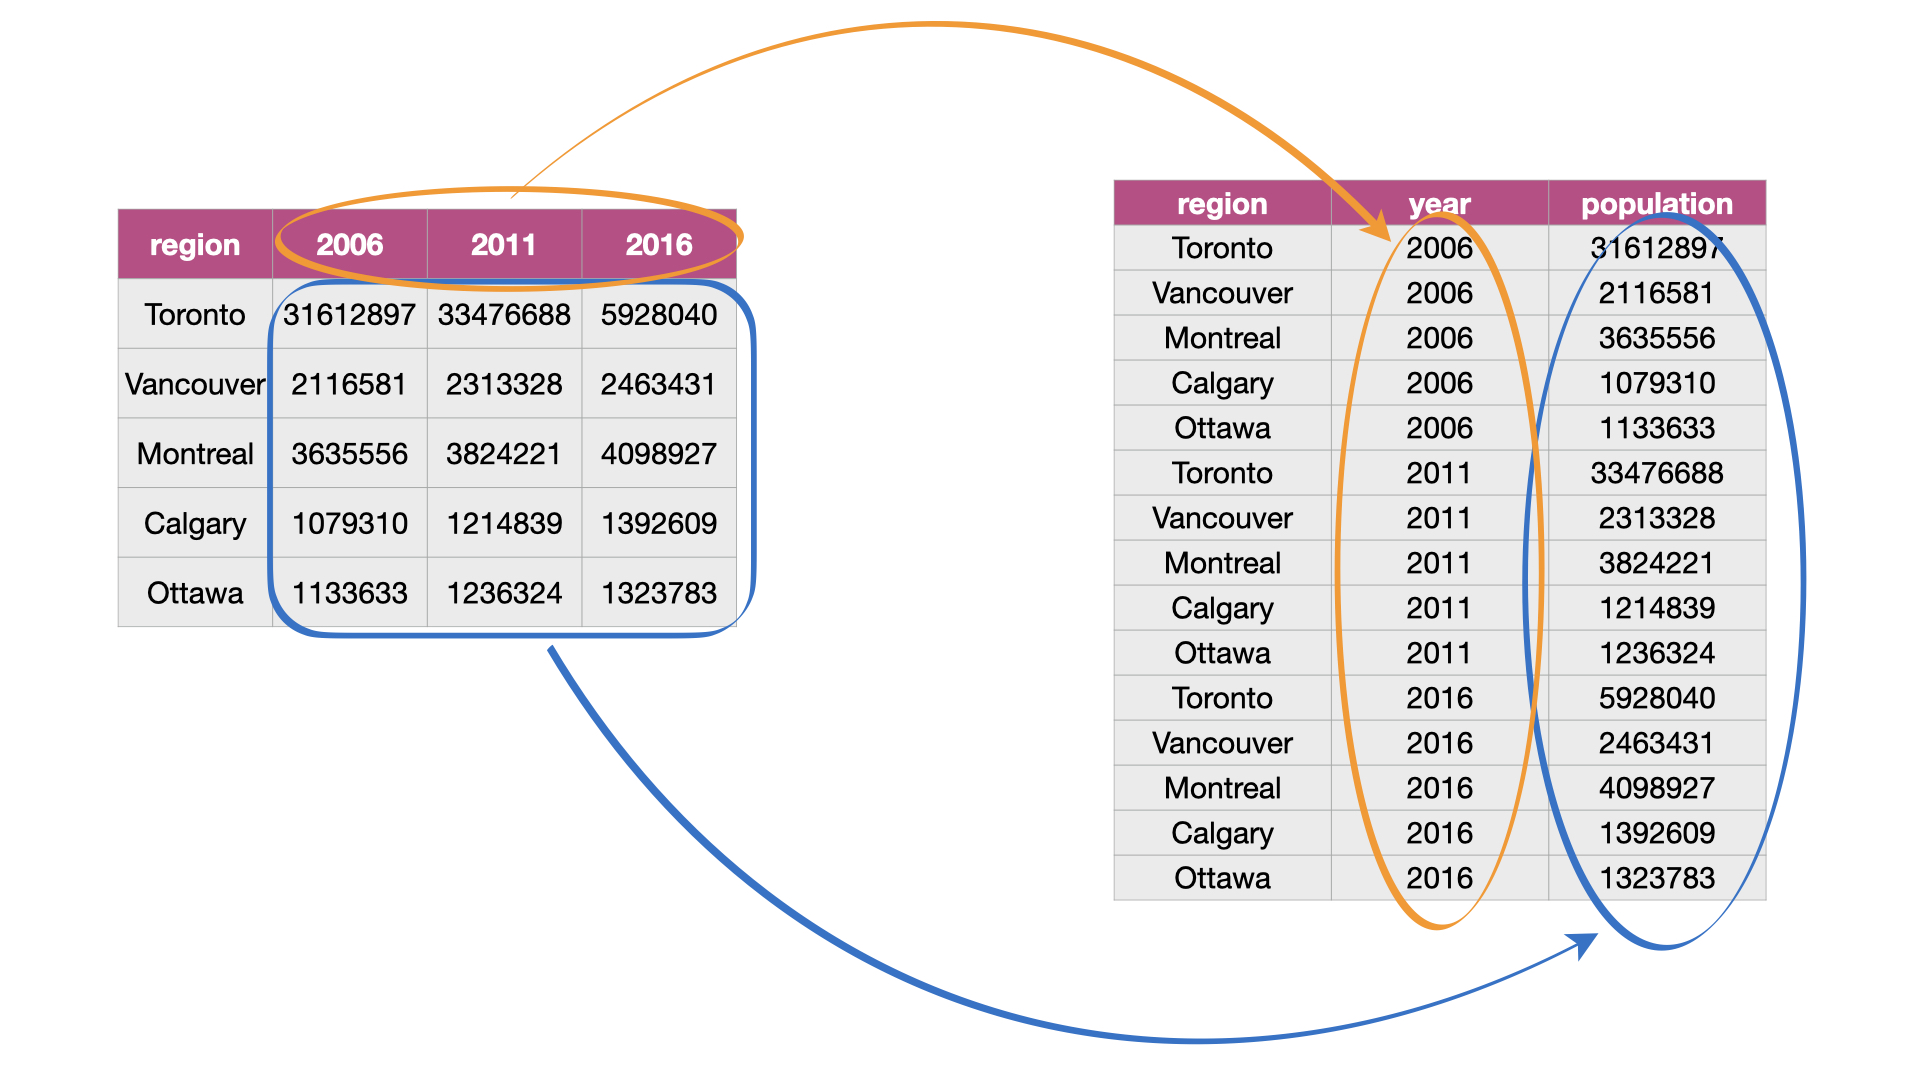 region 2006 2011 2016
Toronto 31612897 33476688 5928040
Vancouver 2116581 2313328 2463431
Montreal 3635556 3824221 4098927
Calgary 1079310 1214839 1392609
Ottawa 1133633 1236324 1323783
region year population
Toronto 2006 31612897
Vancouver 2006 2116581
Montreal 2006 3635556
Calgary 2006 1079310
Ottawa 2006 1133633
Toronto 2011 33476688
Vancouver 2011 2313328
Montreal 2011 3824221
Calgary 2011 1214839
Ottawa 2011 1236324
Toronto 2016 5928040
Vancouver 2016 2463431
Montreal 2016 4098927
Calgary 2016 1392609
Ottawa 2016 1323783